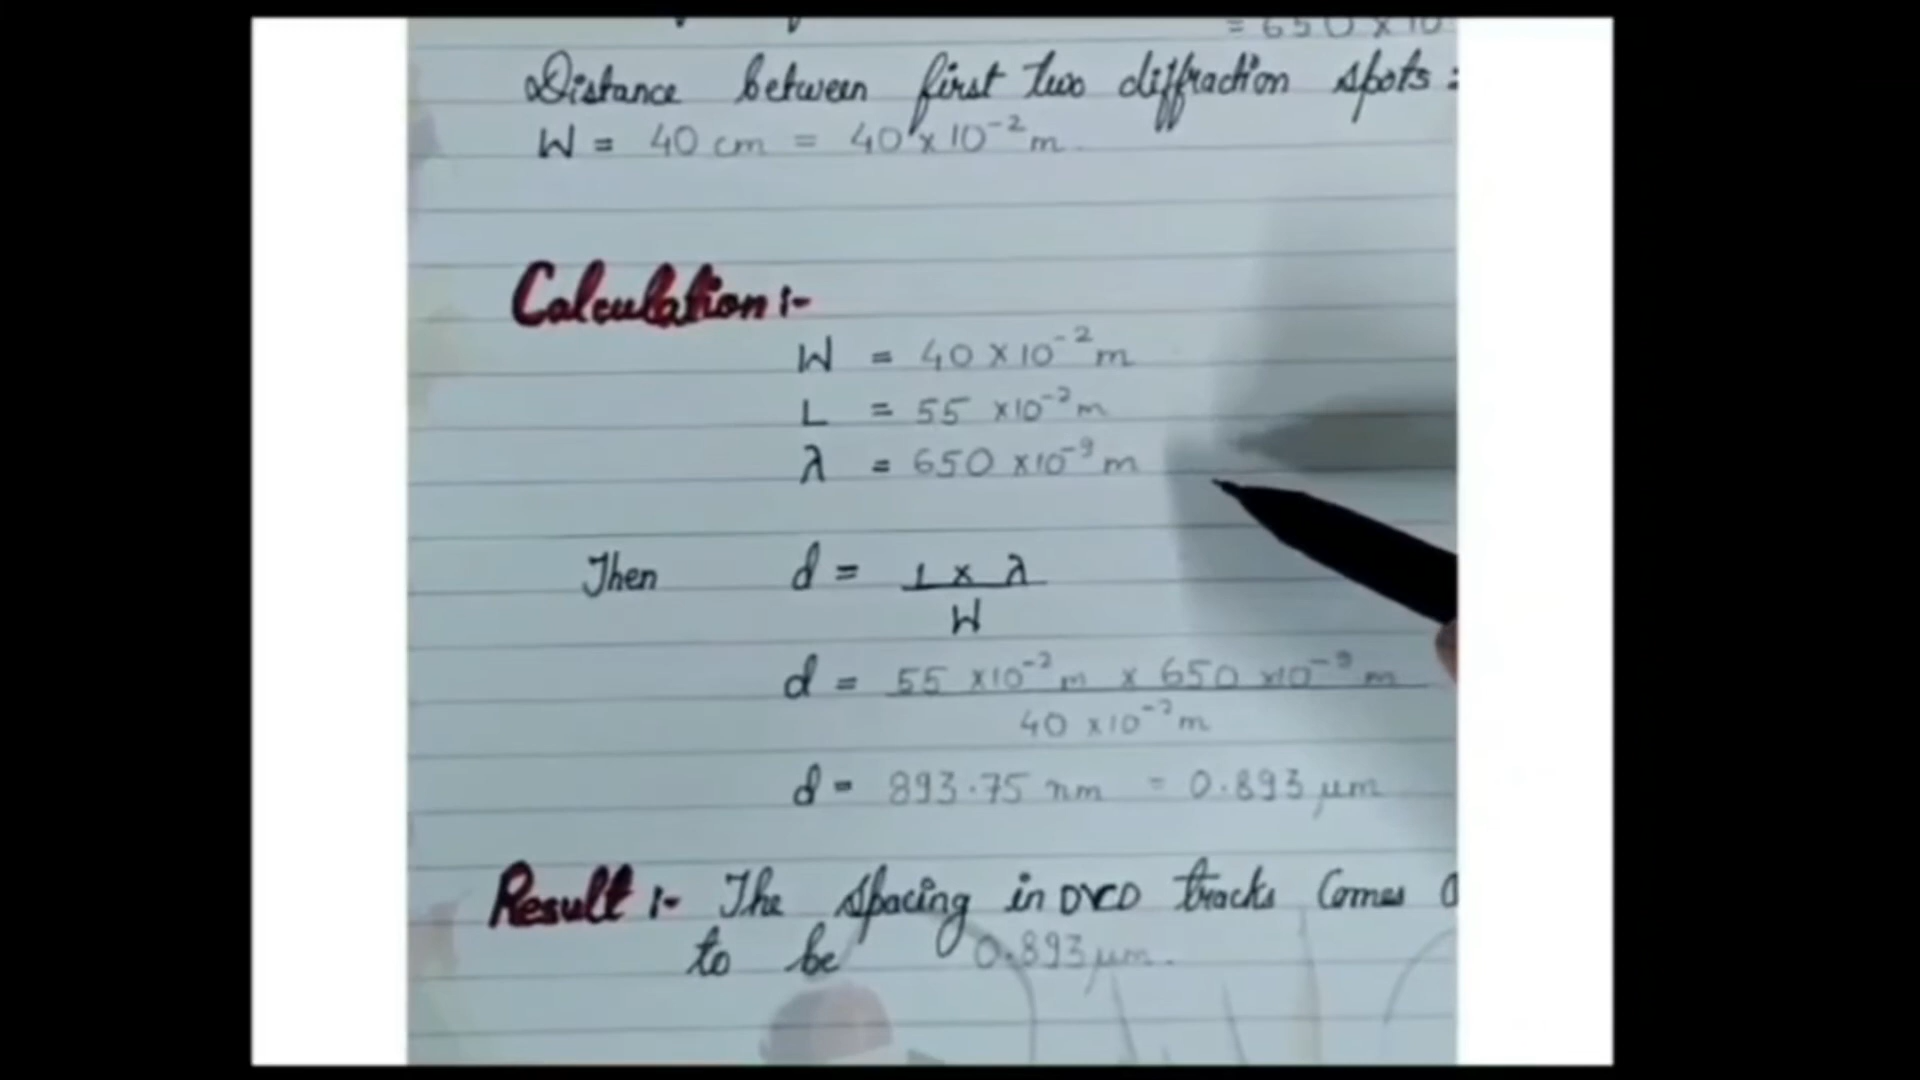 = 650 × 10
Distance between first two diffraction spots :
W = 40 cm = 40 × 10⁻² m
Calculation :-
W = 40 × 10⁻² m
L = 55 × 10⁻² m
λ = 650 × 10⁻⁹ m
Then d = L × λ
W
d = 55 × 10⁻² m × 650 × 10⁻⁹ m
40 × 10⁻² m
d = 893.75 nm = 0.893 µm
Result :- The spacing in DVD tracks comes
to be 0.893 µm.